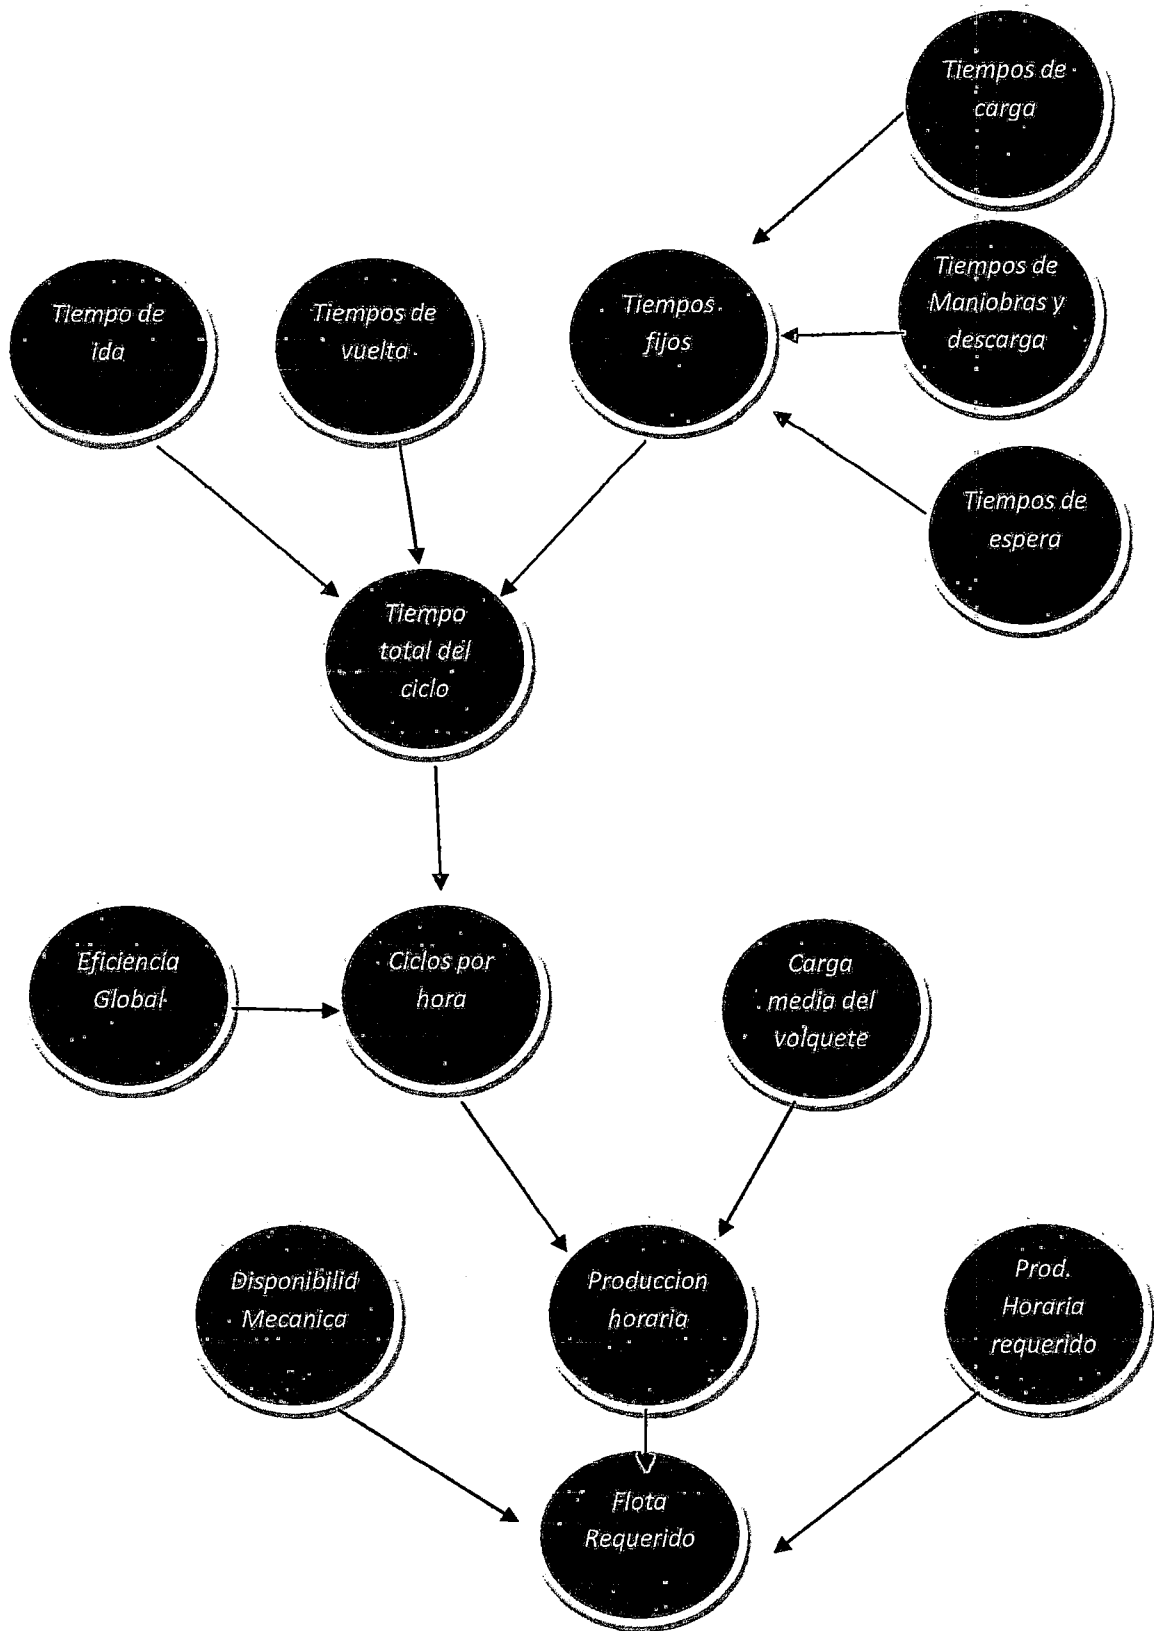 Tiempos de
carga
Tiempo de
ida
Tiempos de
vuelta
Tiempos
fijos
Tiempos de
Maniobras y
descarga
Tiempos de
espera
Tiempo
total del
ciclo
Eficiencia
Global
Ciclos por
hora
Carga
media del
volquete
Disponibilid
Mecanica
Produccion
horaria
Prod.
Horaria
requerido
Flota
Requerido